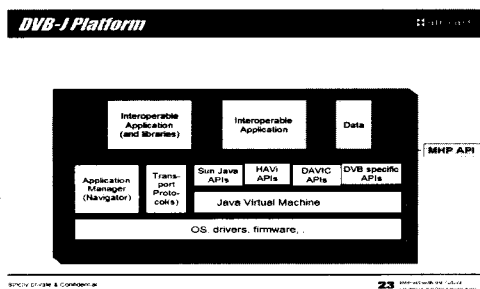 DVB-J Platform
Interoperable
Application
(and libraries)
Interoperable
Application
Data
MHP API
Application
Manager
(Navigator)
Trans-
port
Proto-
cols)
Sun Java
APIs
HAVi
APIs
DAVIC
APIs
DVB specific
APIs
Java Virtual Machine
OS, drivers, firmware, .
Strictly private & Confidential
23